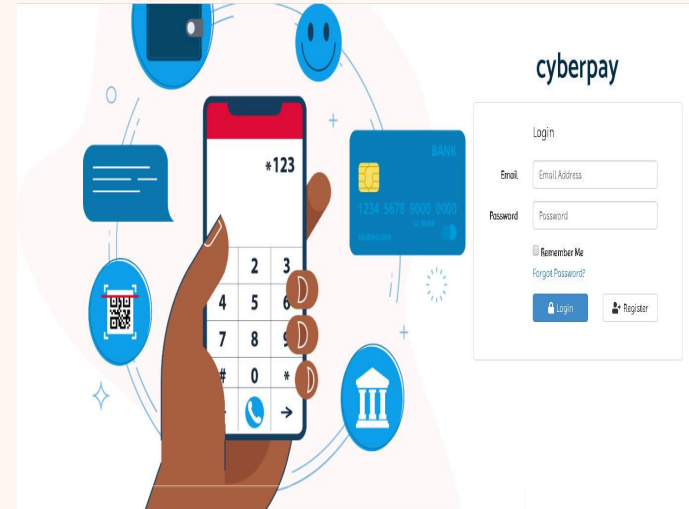 cyberpay
Login
Email
Email Address
Password
Password
Remember Me
Forgot Password?
Login
Register
*123
2 3
4 5 6
7 8 9
# 0 *
BANK
1234 5678 9000 0000